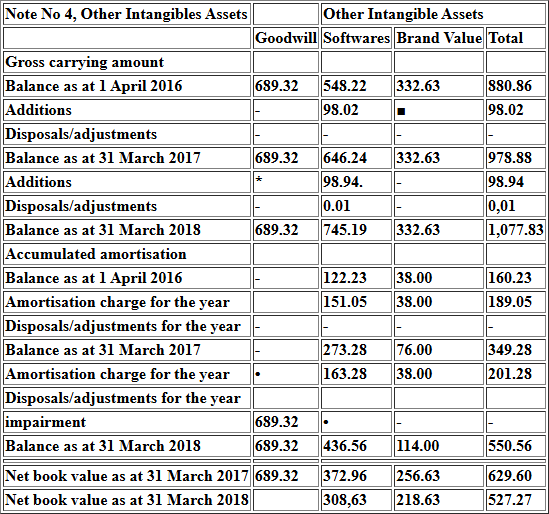 Note No 4, Other Intangibles Assets Other Intangible Assets
Goodwill Softwares Brand Value Total
Gross carrying amount
Balance as at 1 April 2016 689.32 548.22 332.63 880.86
Additions - 98.02 ■ 98.02
Disposals/adjustments - - - -
Balance as at 31 March 2017 689.32 646.24 332.63 978.88
Additions * 98.94. - 98.94
Disposals/adjustments - 0.01 - 0,01
Balance as at 31 March 2018 689.32 745.19 332.63 1,077.83
Accumulated amortisation
Balance as at 1 April 2016 - 122.23 38.00 160.23
Amortisation charge for the year 151.05 38.00 189.05
Disposals/adjustments for the year - - - -
Balance as at 31 March 2017 - 273.28 76.00 349.28
Amortisation charge for the year • 163.28 38.00 201.28
Disposals/adjustments for the year
impairment 689.32 • - -
Balance as at 31 March 2018 689.32 436.56 114.00 550.56
Net book value as at 31 March 2017 689.32 372.96 256.63 629.60
Net book value as at 31 March 2018 308,63 218.63 527.27